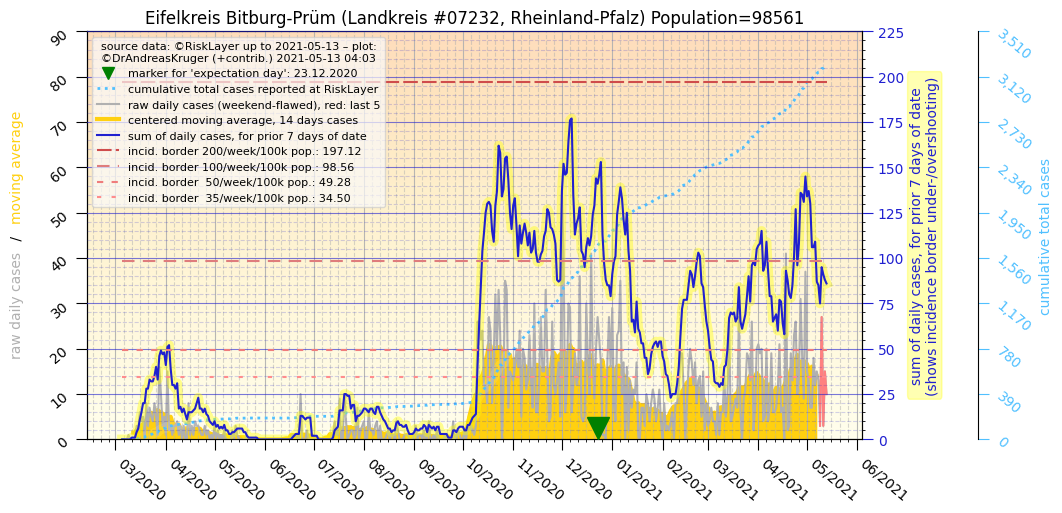 Eifelkreis Bitburg-Prüm (Landkreis #07232, Rheinland-Pfalz) Population=98561
source data: ©RiskLayer up to 2021-05-13 – plot:
©DrAndreasKruger (+contrib.) 2021-05-13 04:03
marker for 'expectation day': 23.12.2020
cumulative total cases reported at RiskLayer
raw daily cases (weekend-flawed), red: last 5
centered moving average, 14 days cases
sum of daily cases, for prior 7 days of date
incid. border 200/week/100k pop.: 197.12
incid. border 100/week/100k pop.: 98.56
incid. border  50/week/100k pop.: 49.28
incid. border  35/week/100k pop.: 34.50
raw daily cases / moving average
90
80
70
60
50
40
30
20
10
0
03/2020
04/2020
05/2020
06/2020
07/2020
08/2020
09/2020
10/2020
11/2020
12/2020
01/2021
02/2021
03/2021
04/2021
05/2021
06/2021
225
200
175
150
125
100
75
50
25
0
sum of daily cases, for prior 7 days of date
(shows incidence border under-/overshooting)
3,510
3,120
2,730
2,340
1,950
1,560
1,170
780
390
0
cumulative total cases